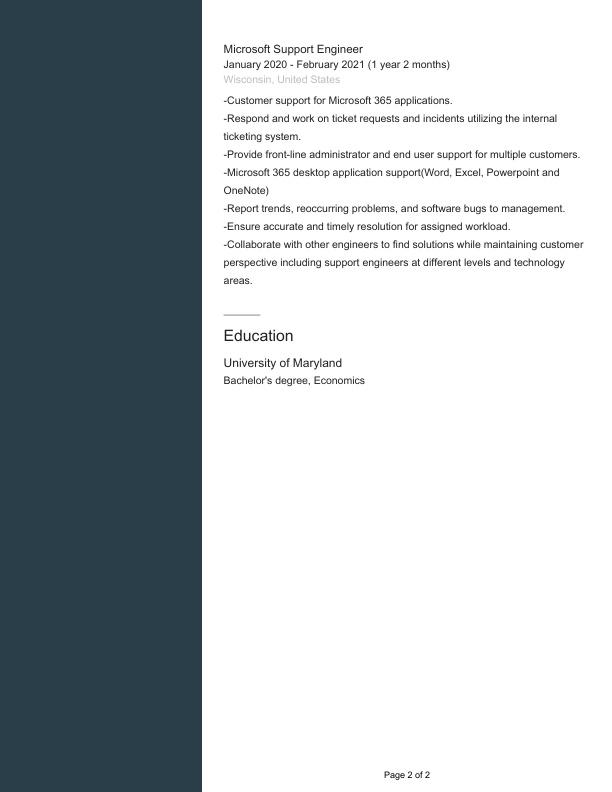 Microsoft Support Engineer
January 2020 - February 2021 (1 year 2 months)
Wisconsin, United States
-Customer support for Microsoft 365 applications.
-Respond and work on ticket requests and incidents utilizing the internal
ticketing system.
-Provide front-line administrator and end user support for multiple customers.
-Microsoft 365 desktop application support(Word, Excel, Powerpoint and
OneNote)
-Report trends, reoccurring problems, and software bugs to management.
-Ensure accurate and timely resolution for assigned workload.
-Collaborate with other engineers to find solutions while maintaining customer
perspective including support engineers at different levels and technology
areas.
Education
University of Maryland
Bachelor's degree, Economics
Page 2 of 2